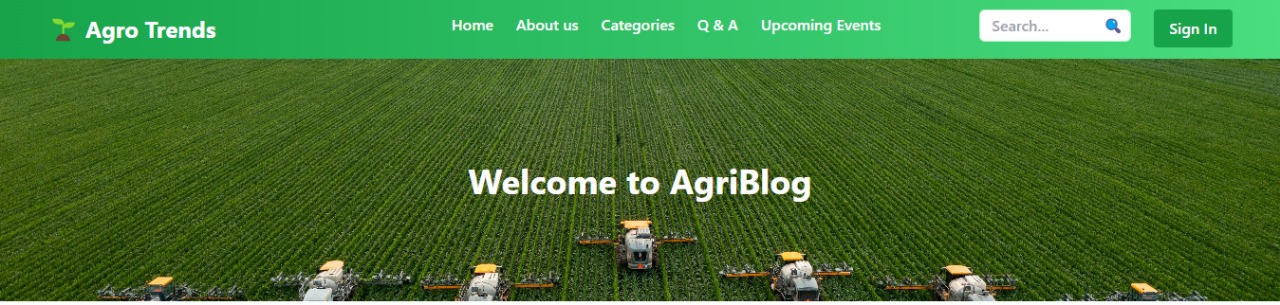 Agro Trends
Home About us Categories Q & A Upcoming Events
Search...
Sign In
Welcome to AgriBlog